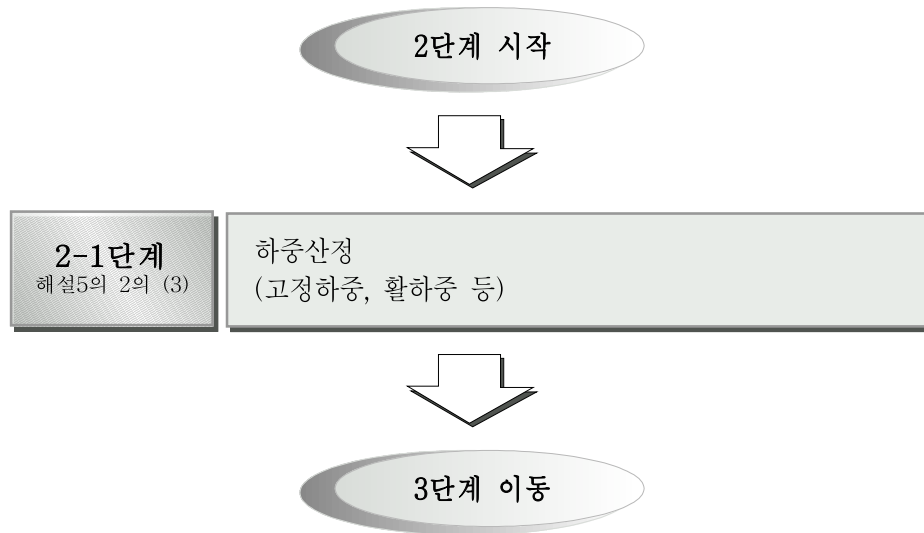 2단계 시작
2-1단계
해설5의 2의 (3)
하중산정
(고정하중, 활하중 등)
3단계 이동